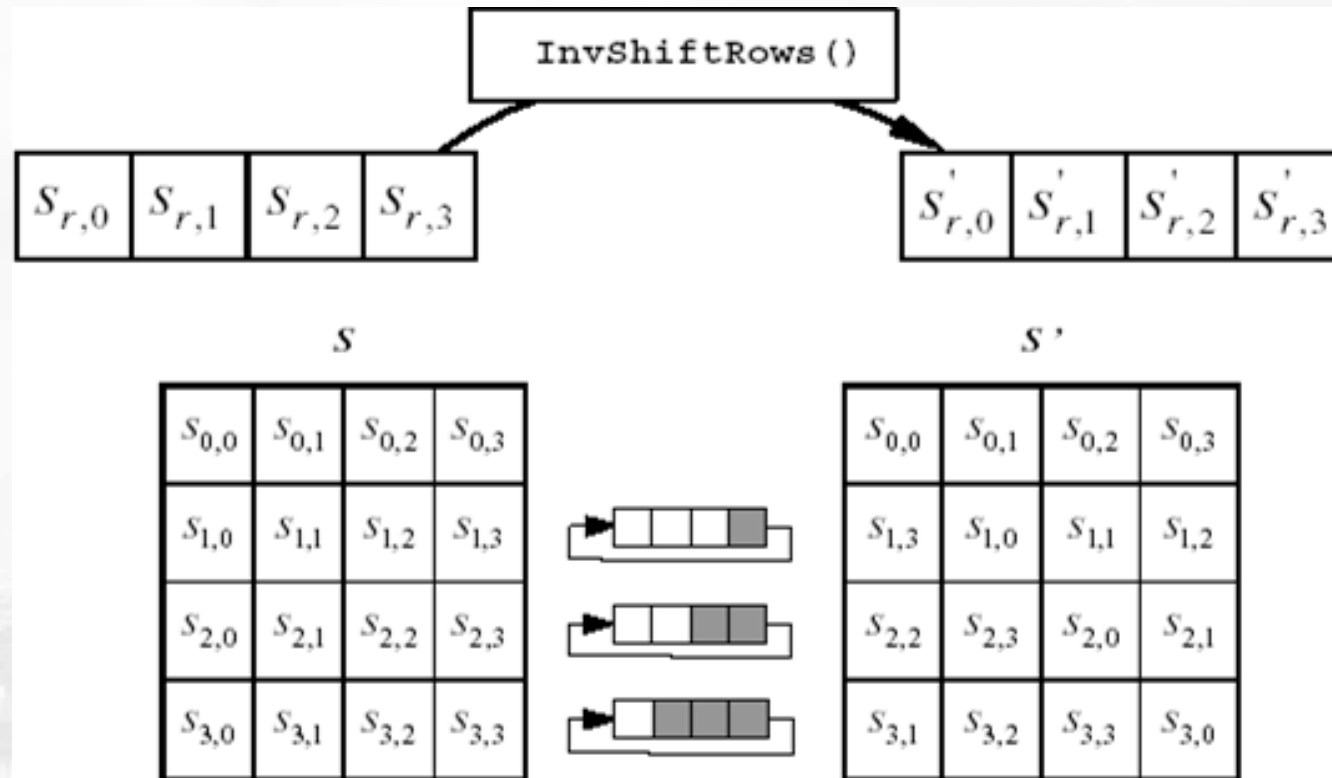 InvShiftRows()
S_{r,0} S_{r,1} S_{r,2} S_{r,3} S'_{r,0} S'_{r,1} S'_{r,2} S'_{r,3}
S S'
S_{0,0} S_{0,1} S_{0,2} S_{0,3} S_{0,0} S_{0,1} S_{0,2} S_{0,3}
S_{1,0} S_{1,1} S_{1,2} S_{1,3} S_{1,3} S_{1,0} S_{1,1} S_{1,2}
S_{2,0} S_{2,1} S_{2,2} S_{2,3} S_{2,2} S_{2,3} S_{2,0} S_{2,1}
S_{3,0} S_{3,1} S_{3,2} S_{3,3} S_{3,1} S_{3,2} S_{3,3} S_{3,0}